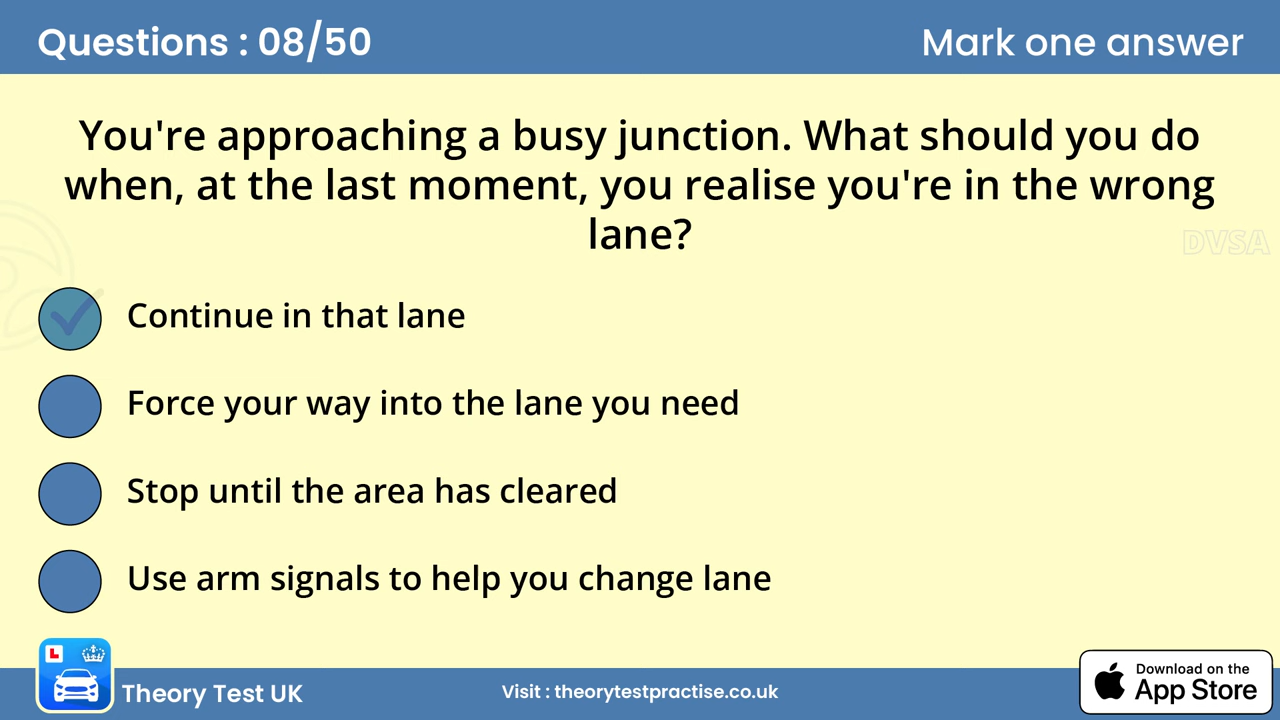 Questions : 08/50
Mark one answer
You're approaching a busy junction. What should you do
when, at the last moment, you realise you're in the wrong
lane?
DVSA
Continue in that lane
Force your way into the lane you need
Stop until the area has cleared
Use arm signals to help you change lane
L
Theory Test UK
Visit : theorytestpractise.co.uk
Download on the
App Store